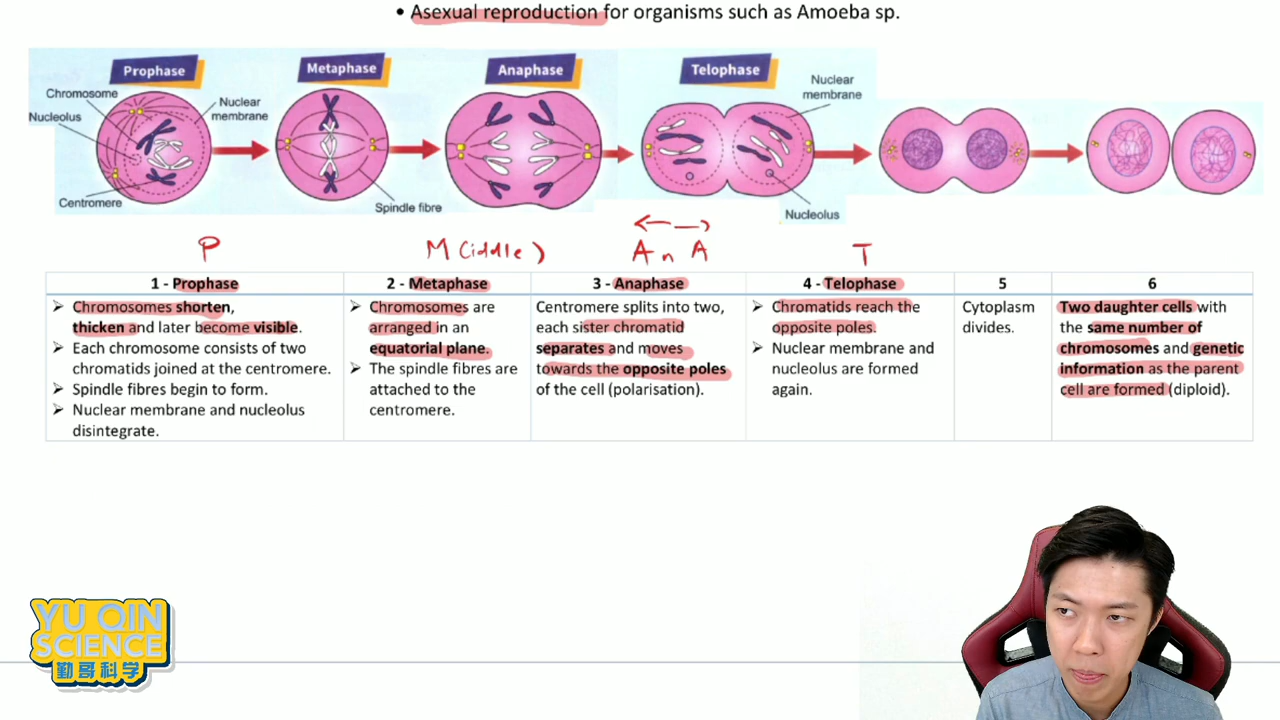 • Asexual reproduction for organisms such as Amoeba sp.
Prophase
Metaphase
Anaphase
Telophase
Chromosome
Nucleolus
Nuclear
membrane
Centromere
Spindle fibre
Nuclear
membrane
Nucleolus
P
M(iddle)
A n A
T
1 - Prophase
➢ Chromosomes shorten,
thicken and later become visible.
➢ Each chromosome consists of two
chromatids joined at the centromere.
➢ Spindle fibres begin to form.
➢ Nuclear membrane and nucleolus
disintegrate.
2 - Metaphase
➢ Chromosomes are
arranged in an
equatorial plane.
➢ The spindle fibres are
attached to the
centromere.
3 - Anaphase
Centromere splits into two,
each sister chromatid
separates and moves
towards the opposite poles
of the cell (polarisation).
4 - Telophase
➢ Chromatids reach the
opposite poles.
➢ Nuclear membrane and
nucleolus are formed
again.
5
Cytoplasm
divides.
6
Two daughter cells with
the same number of
chromosomes and genetic
information as the parent
cell are formed (diploid).
YU QIN
SCIENCE
勤哥科学